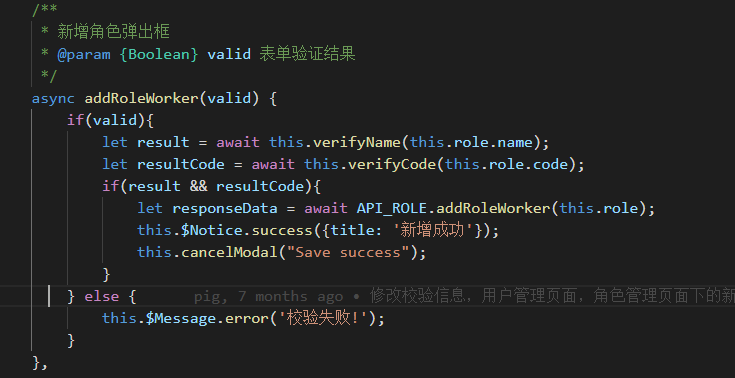 /**
* 新增角色弹出框
* @param {Boolean} valid 表单验证结果
*/
async addRoleWorker(valid) {
if(valid){
let result = await this.verifyName(this.role.name);
let resultCode = await this.verifyCode(this.role.code);
if(result && resultCode){
let responseData = await API_ROLE.addRoleWorker(this.role);
this.$Notice.success({title: '新增成功'});
this.cancelModal("Save success");
}
} else { pig, 7 months ago • 修改校验信息，用户管理页面，角色管理页面下的新
this.$Message.error('校验失败!');
}
},